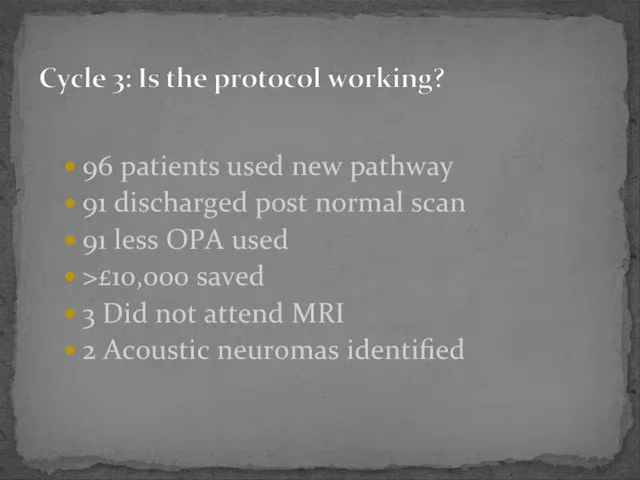 Cycle 3: Is the protocol working?
96 patients used new pathway
91 discharged post normal scan
91 less OPA used
>£10,000 saved
3 Did not attend MRI
2 Acoustic neuromas identified